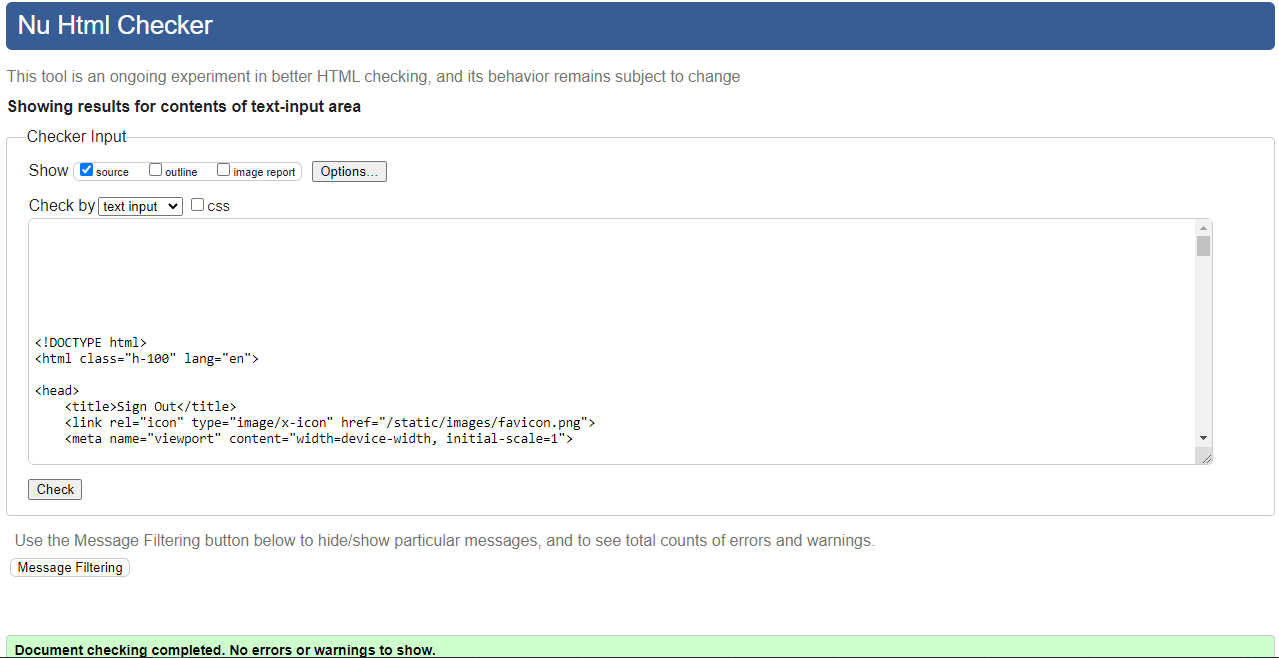 Nu Html Checker
This tool is an ongoing experiment in better HTML checking, and its behavior remains subject to change
Showing results for contents of text-input area
Checker Input
Show source outline image report Options...
Check by text input css
<!DOCTYPE html>
<html class="h-100" lang="en">
<head>
<title>Sign Out</title>
<link rel="icon" type="image/x-icon" href="/static/images/favicon.png">
<meta name="viewport" content="width=device-width, initial-scale=1">
Check
Use the Message Filtering button below to hide/show particular messages, and to see total counts of errors and warnings.
Message Filtering
Document checking completed. No errors or warnings to show.